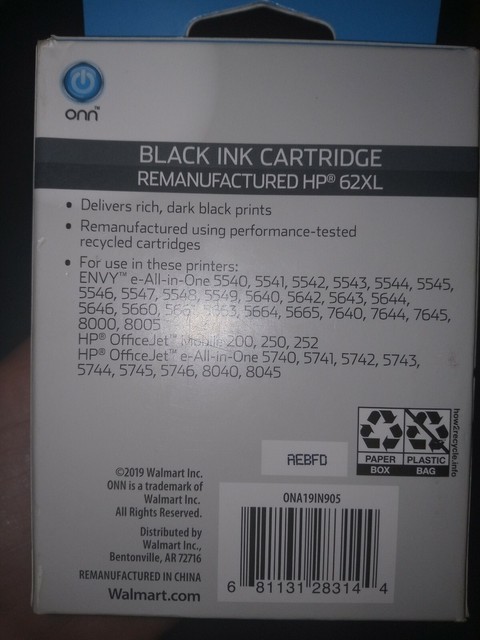 onn™
BLACK INK CARTRIDGE
REMANUFACTURED HP® 62XL
• Delivers rich, dark black prints
• Remanufactured using performance-tested
recycled cartridges
• For use in these printers:
ENVY™ e-All-in-One 5540, 5541, 5542, 5543, 5544, 5545,
5546, 5547, 5548, 5549, 5640, 5642, 5643, 5644,
5646, 5660, 5664, 5665, 7640, 7644, 7645,
8000, 8005
HP® OfficeJet™ Mobile 200, 250, 252
HP® OfficeJet™ e-All-in-One 5740, 5741, 5742, 5743,
5744, 5745, 5746, 8040, 8045
PAPER
BOX
PLASTIC
BAG
how2recycle.info
AEBFD
©2019 Walmart Inc.
ONN is a trademark of
Walmart Inc.
All Rights Reserved.
Distributed by
Walmart Inc.,
Bentonville, AR 72716
REMANUFACTURED IN CHINA
Walmart.com
ONA19IN905
6 81131 28314 4